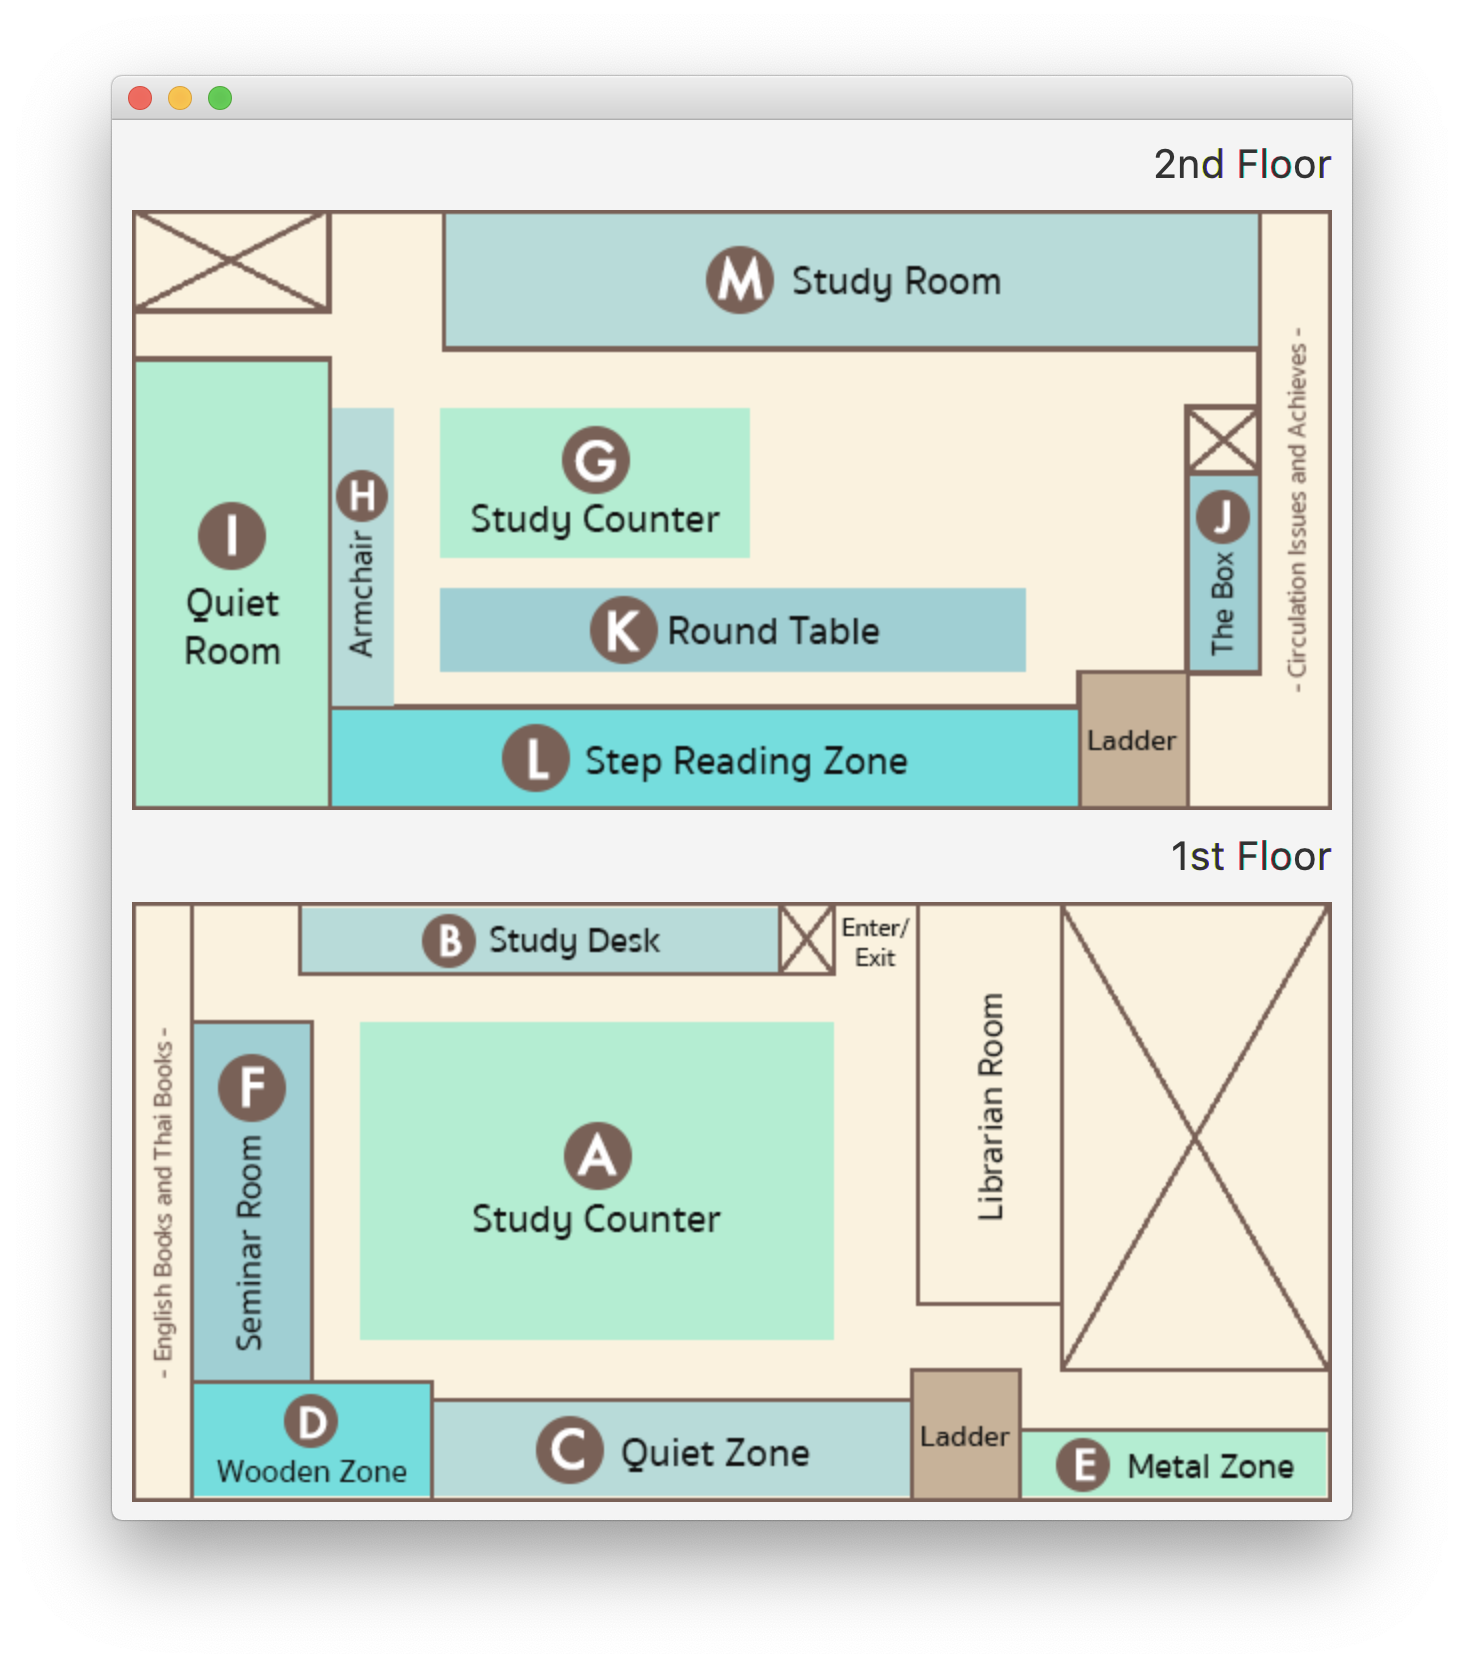 2nd Floor
M Study Room
G
Study Counter
H Armchair
I
Quiet
Room
J The Box
- Circulation Issues and Achieves -
K Round Table
L Step Reading Zone
Ladder
1st Floor
B Study Desk
Enter/
Exit
Librarian Room
- English Books and Thai Books -
F Seminar Room
A
Study Counter
D
Wooden Zone
C Quiet Zone
Ladder
E Metal Zone